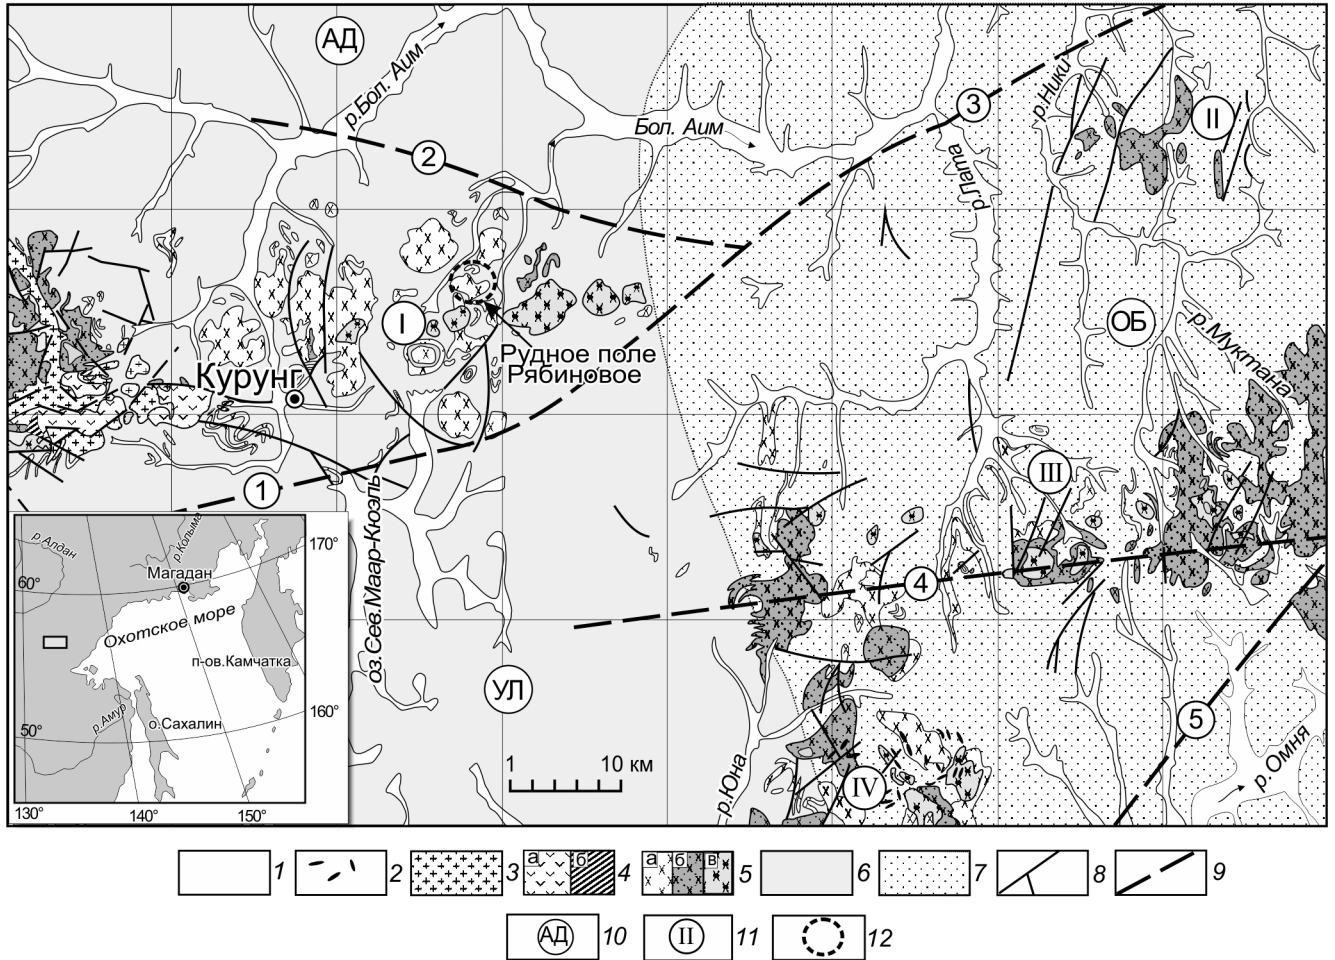 АД
р.Бол. Аим
Бол. Аим
2
3
р.Ники
II
р.Лата
I
ОБ
р.Муктана
Рудное поле
Рябиновое
Курунг
1
оз.Сев.Маар-Кюэль
III
4
УЛ
5
IV
р.Юна
р.Омня
1 10 км
р.Алдан
р.Колыма
Магадан
170°
60°
Охотское море
п-ов.Камчатка
р.Амур
о.Сахалин
160°
50°
130°
140°
150°
1
2
3
а б 4
а б в 5
6
7
8
9
АД 10
II 11
12